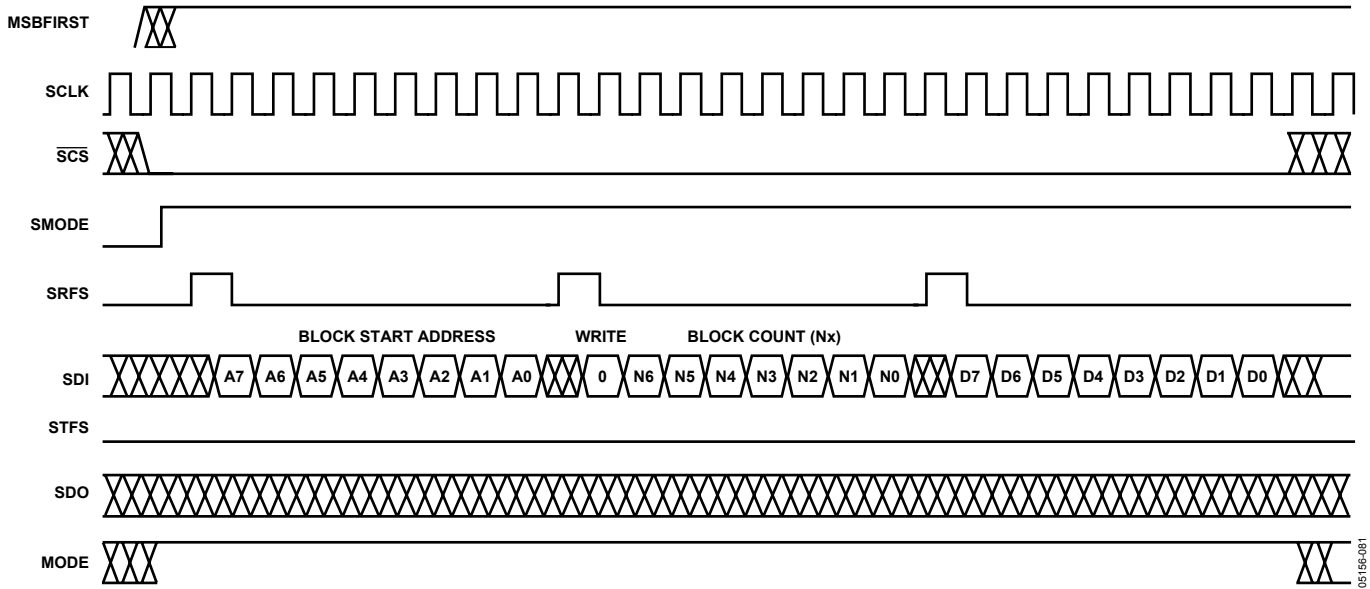 MSBFIRST
SCLK
SCS
SMODE
SRFS
BLOCK START ADDRESS WRITE BLOCK COUNT (Nx)
SDI A7 A6 A5 A4 A3 A2 A1 A0 0 N6 N5 N4 N3 N2 N1 N0 D7 D6 D5 D4 D3 D2 D1 D0
STFS
SDO
MODE
05156-081